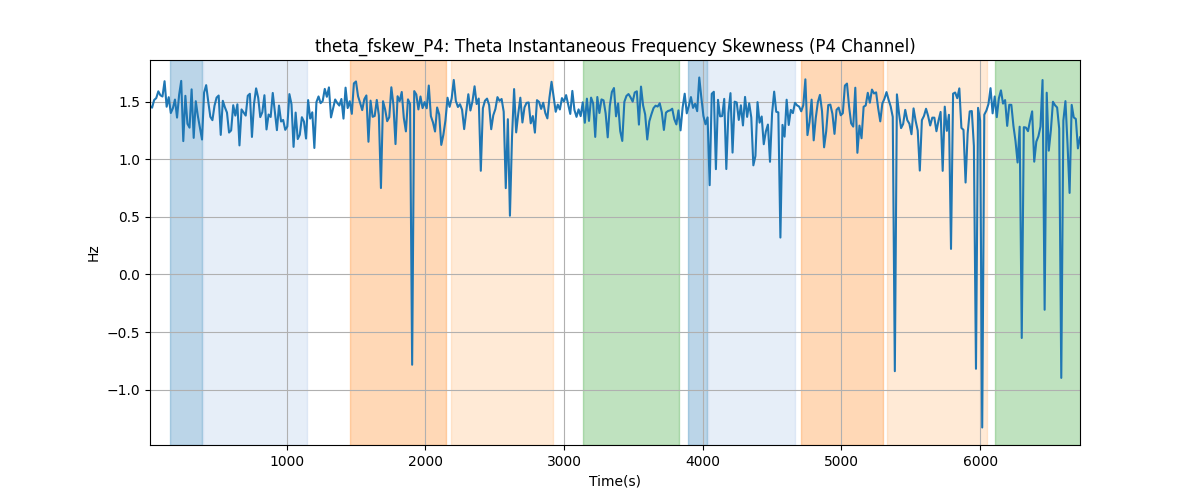 theta_fskew_P4: Theta Instantaneous Frequency Skewness (P4 Channel)
1.5
1.0
0.5
0.0
−0.5
−1.0
Hz
1000 2000 3000 4000 5000 6000
Time(s)